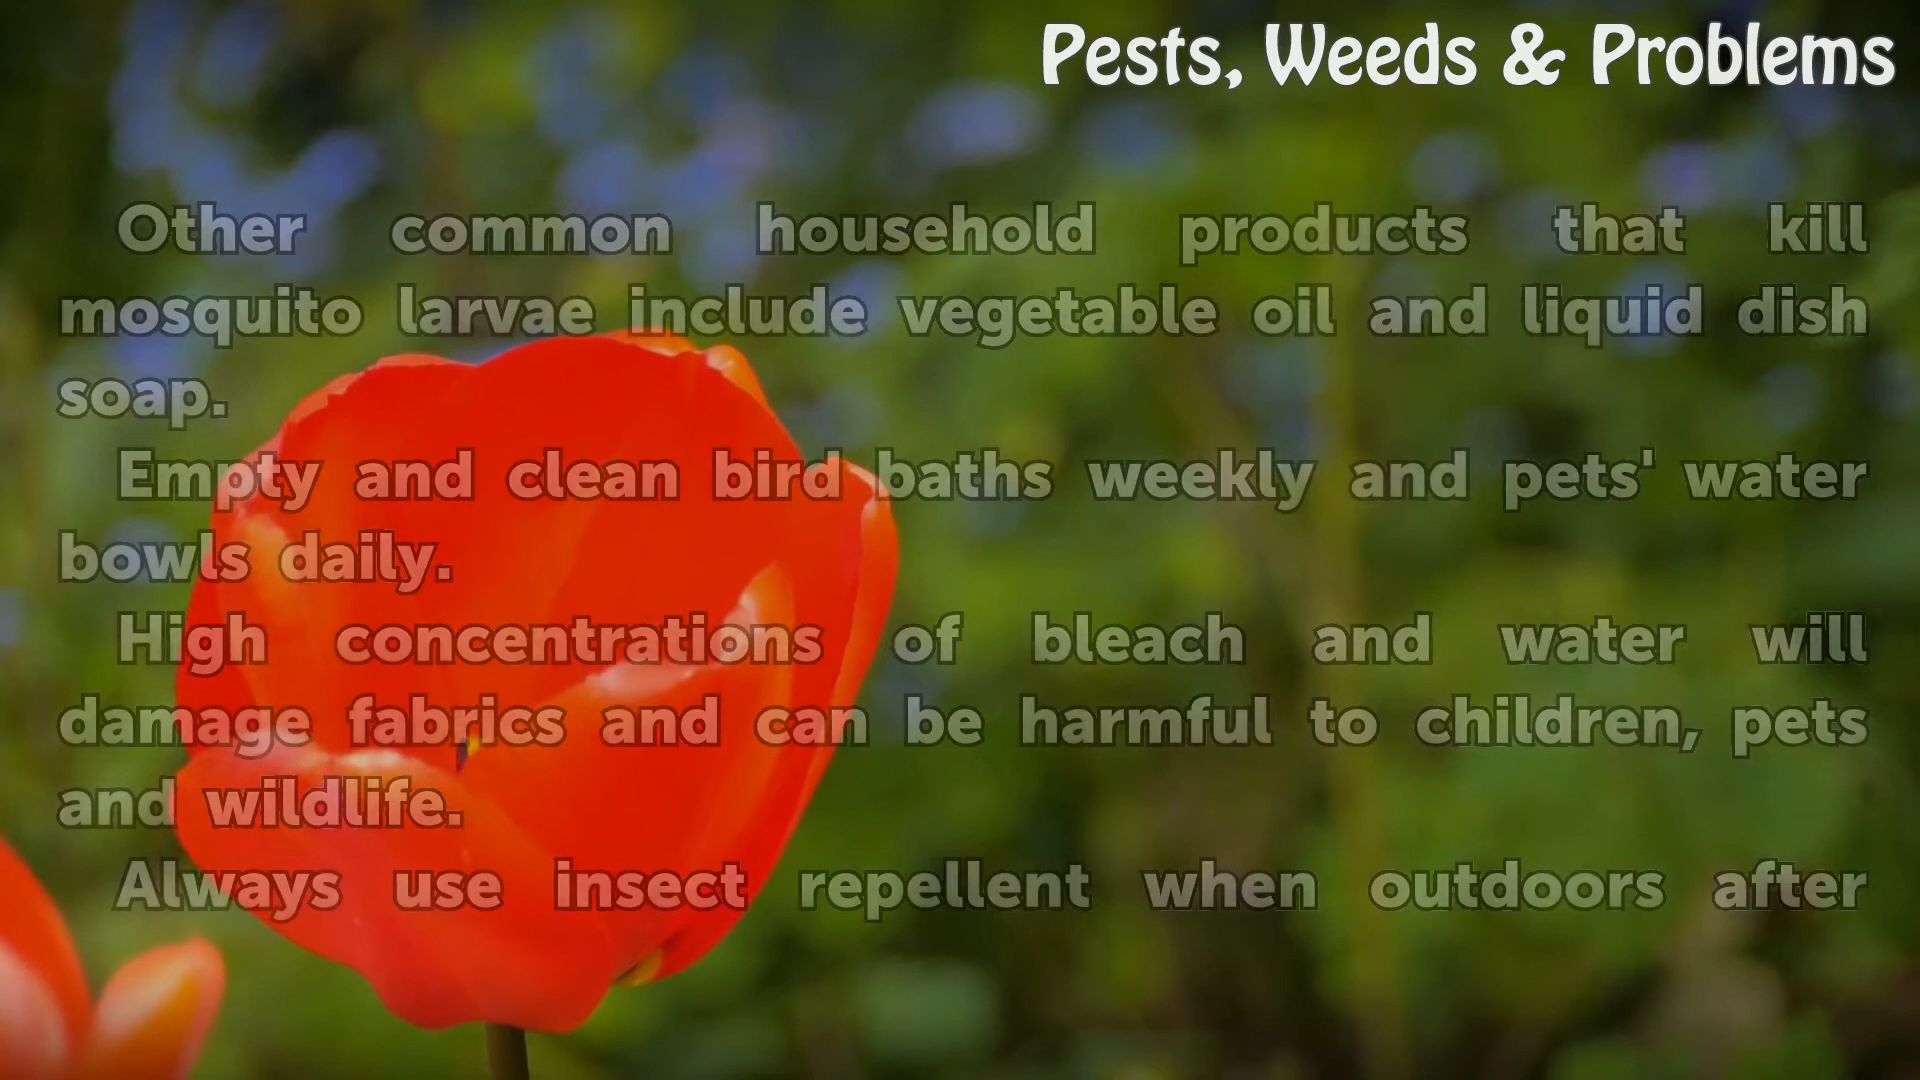 Pests, Weeds & Problems
Other common household products that kill
mosquito larvae include vegetable oil and liquid dish
soap.
Empty and clean bird baths weekly and pets' water
bowls daily.
High concentrations of bleach and water will
damage fabrics and can be harmful to children, pets
and wildlife.
Always use insect repellent when outdoors after